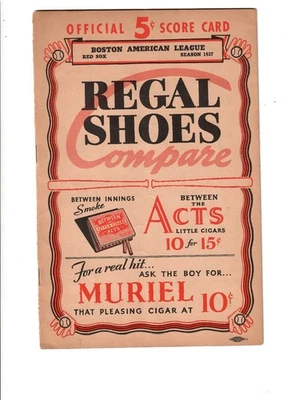 OFFICIAL 5¢ SCORE CARD
BOSTON AMERICAN LEAGUE
RED SOX SEASON 1937
REGAL
SHOES
Compare
BETWEEN INNINGS
Smoke
BETWEEN
THE
ACTS
LITTLE CIGARS
10 for 15¢
BETWEEN
ACTS
For a real hit...
ASK THE BOY FOR...
MURIEL 10¢
THAT PLEASING CIGAR AT